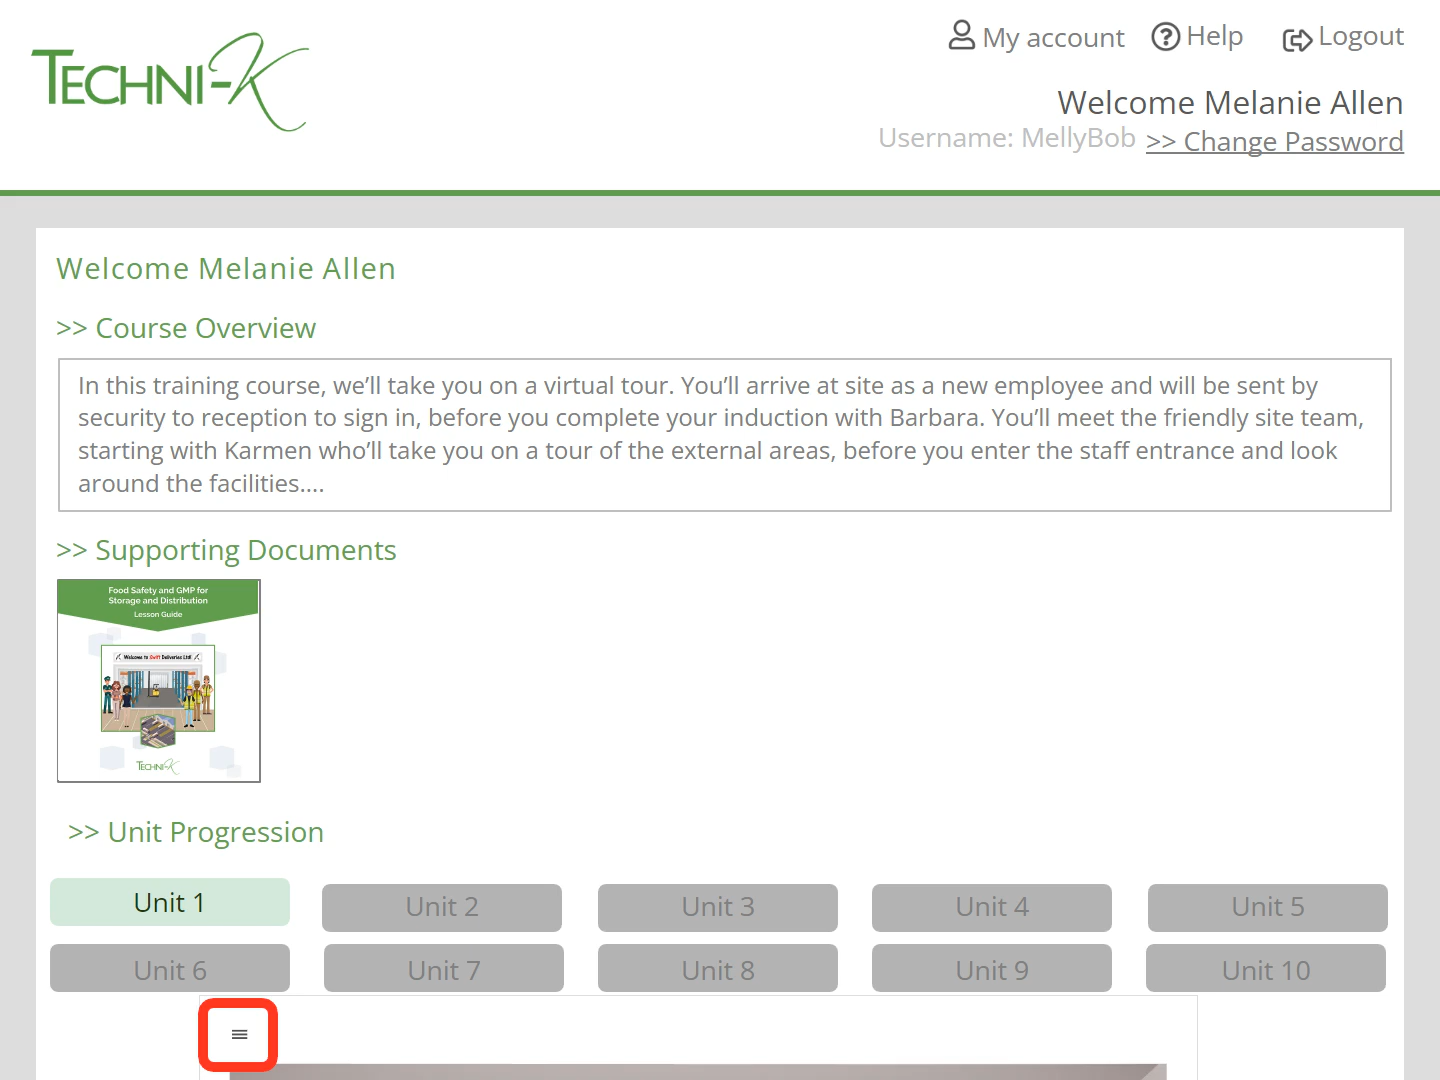 TECHNI-K
My account
Help
Logout
Welcome Melanie Allen
Username: MellyBob >> Change Password
Welcome Melanie Allen
>> Course Overview
In this training course, we’ll take you on a virtual tour. You’ll arrive at site as a new employee and will be sent by
security to reception to sign in, before you complete your induction with Barbara. You’ll meet the friendly site team,
starting with Karmen who’ll take you on a tour of the external areas, before you enter the staff entrance and look
around the facilities....
>> Supporting Documents
Food Safety and GMP for
Storage and Distribution
Lesson Guide
Welcome to Swift Deliveries Ltd!
TECHNI-K
>> Unit Progression
Unit 1
Unit 2
Unit 3
Unit 4
Unit 5
Unit 6
Unit 7
Unit 8
Unit 9
Unit 10